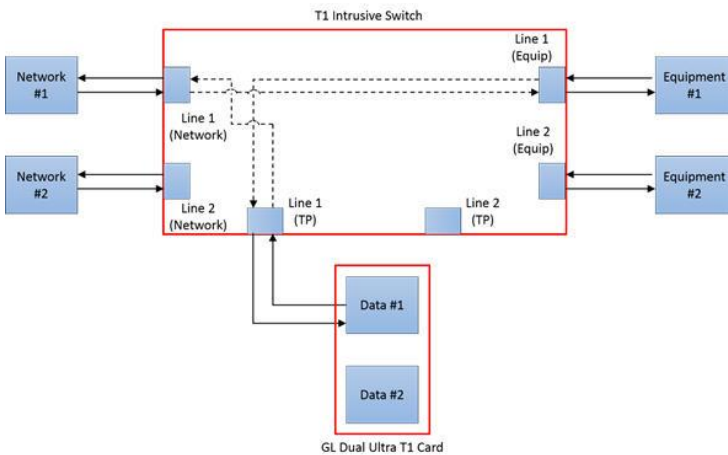 T1 Intrusive Switch
Network
#1
Line 1
(Network)
Line 1
(Equip)
Equipment
#1
Network
#2
Line 2
(Network)
Line 1
(TP)
Line 2
(TP)
Line 2
(Equip)
Equipment
#2
Data #1
Data #2
GL Dual Ultra T1 Card